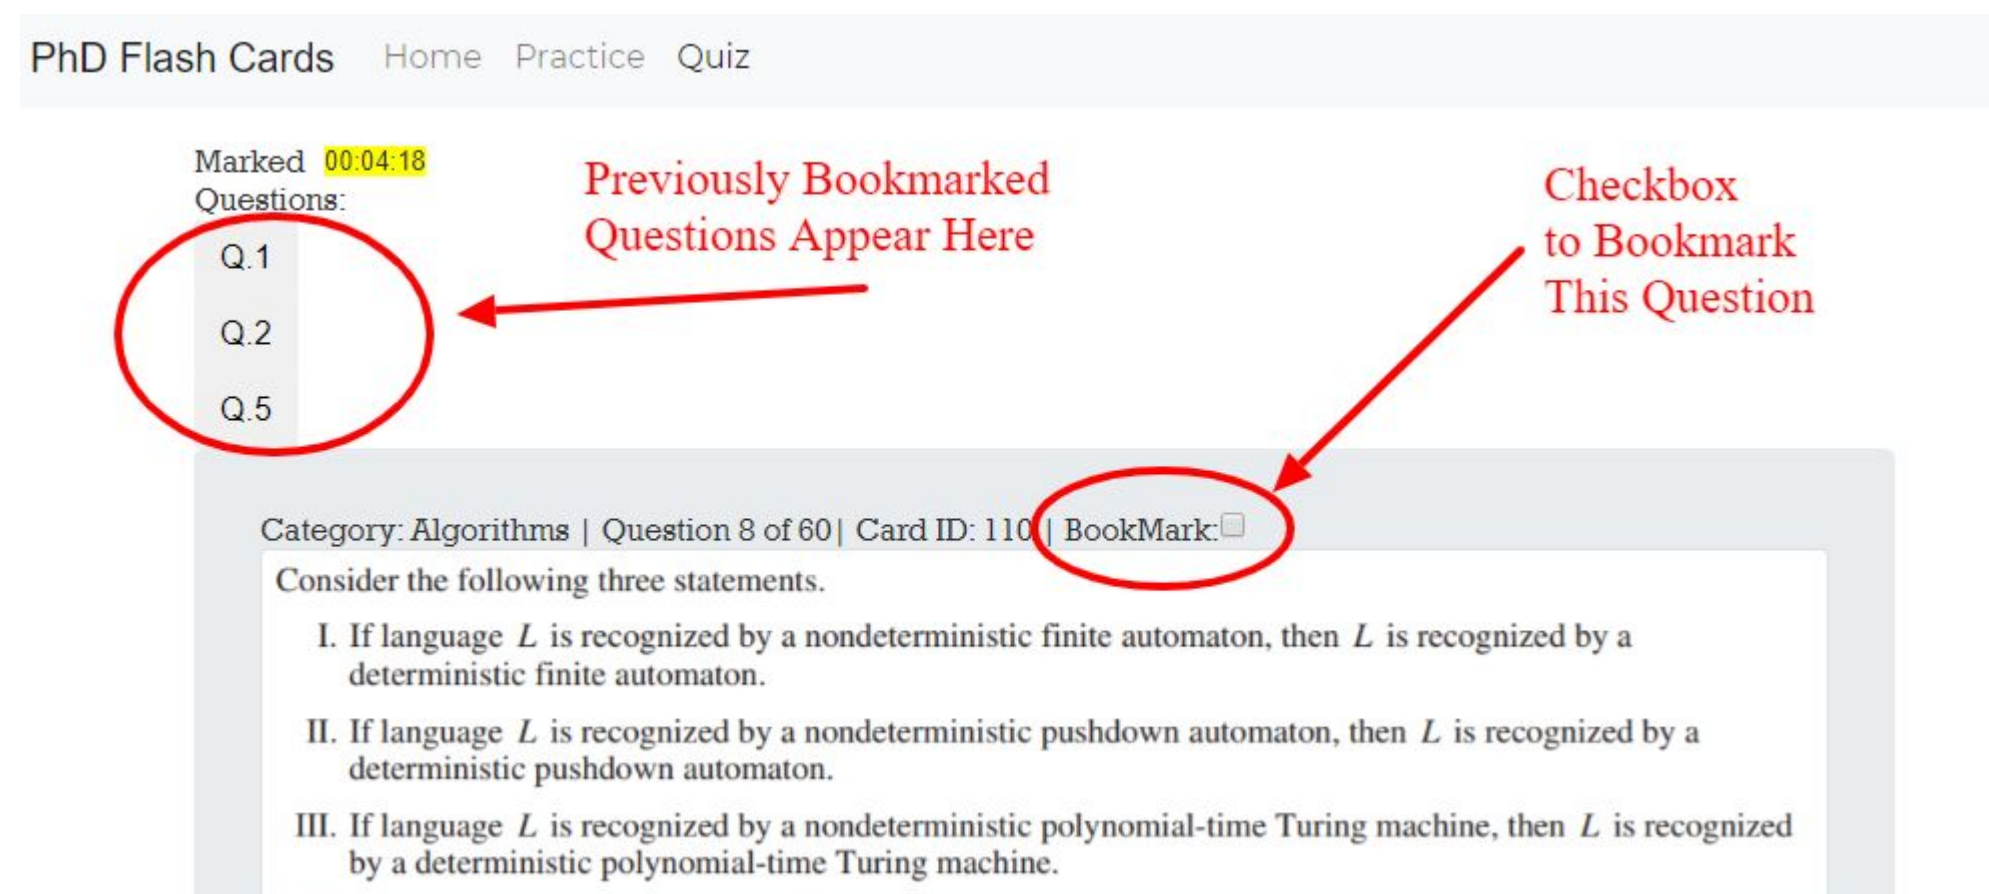 PhD Flash Cards Home Practice Quiz
Marked 00:04:18
Questions:
Q.1
Q.2
Q.5
Previously Bookmarked
Questions Appear Here
Checkbox
to Bookmark
This Question
Category: Algorithms | Question 8 of 60| Card ID: 110 | BookMark:
Consider the following three statements.
I. If language L is recognized by a nondeterministic finite automaton, then L is recognized by a
deterministic finite automaton.
II. If language L is recognized by a nondeterministic pushdown automaton, then L is recognized by a
deterministic pushdown automaton.
III. If language L is recognized by a nondeterministic polynomial-time Turing machine, then L is recognized
by a deterministic polynomial-time Turing machine.